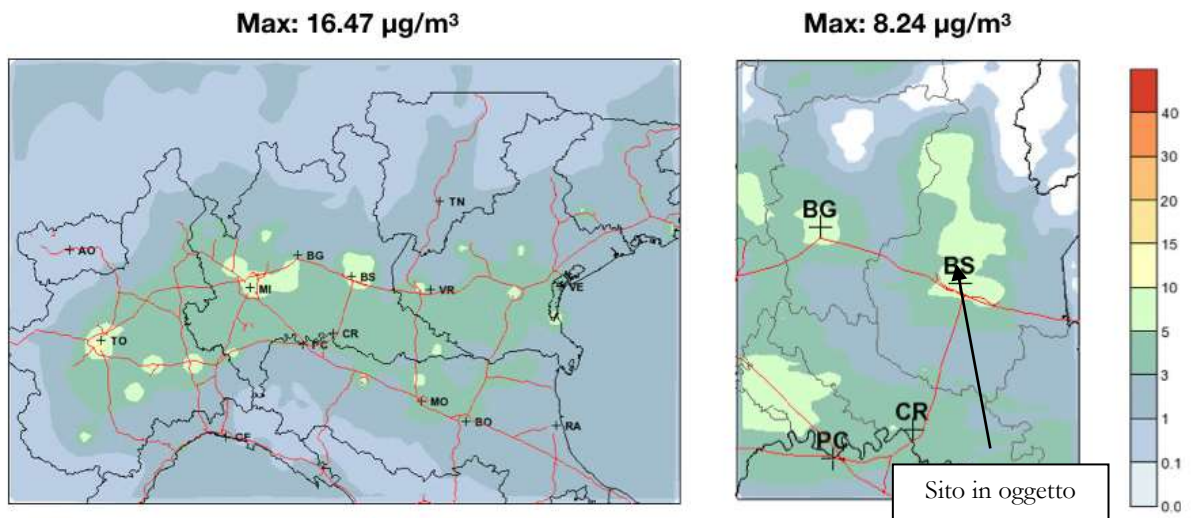 Max: 16.47 µg/m³
Max: 8.24 µg/m³
TN
AO
BG
BS
MI
VR
VE
TO
CR
PC
MO
BO
RA
GE
BG
BS
CR
PC
Sito in oggetto
40
30
20
15
10
5
3
1
0.1
0.0